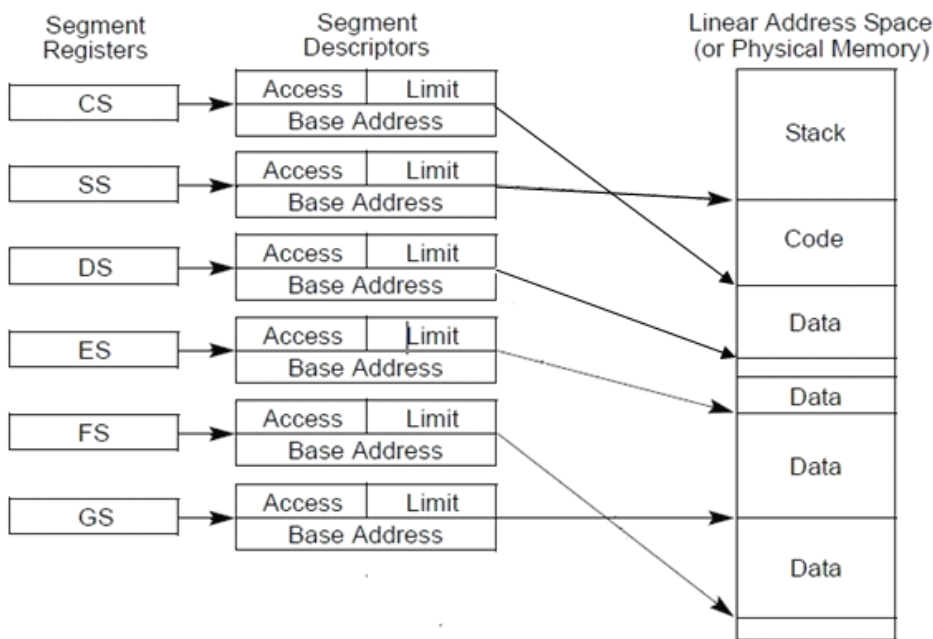 Segment
Registers
Segment
Descriptors
Linear Address Space
(or Physical Memory)
CS
Access
Limit
Base Address
SS
Access
Limit
Base Address
DS
Access
Limit
Base Address
ES
Access
Limit
Base Address
FS
Access
Limit
Base Address
GS
Access
Limit
Base Address
Stack
Code
Data
Data
Data
Data